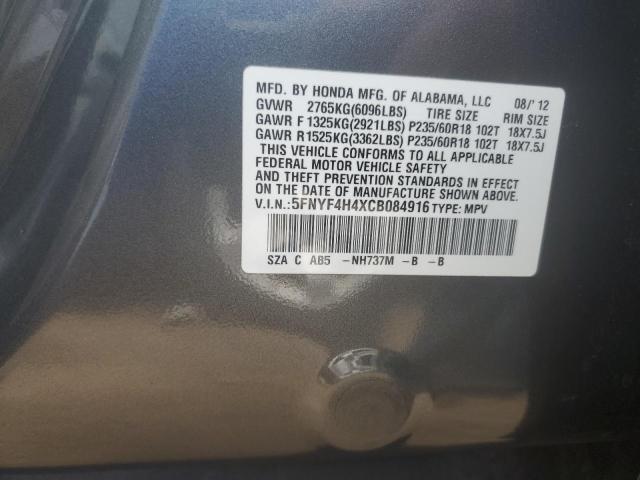 MFD. BY HONDA MFG. OF ALABAMA, LLC 08/'12
GVWR 2765KG(6096LBS) TIRE SIZE RIM SIZE
GAWR F 1325KG(2921LBS) P235/60R18 102T 18X7.5J
GAWR R1525KG(3362LBS) P235/60R18 102T 18X7.5J
THIS VEHICLE CONFORMS TO ALL APPLICABLE
FEDERAL MOTOR VEHICLE SAFETY
AND THEFT PREVENTION STANDARDS IN EFFECT
ON THE DATE OF MANUFACTURE SHOWN ABOVE.
V.I.N.:5FNYF4H4XCB084916 TYPE: MPV
SZA C AB5 -NH737M -B -B